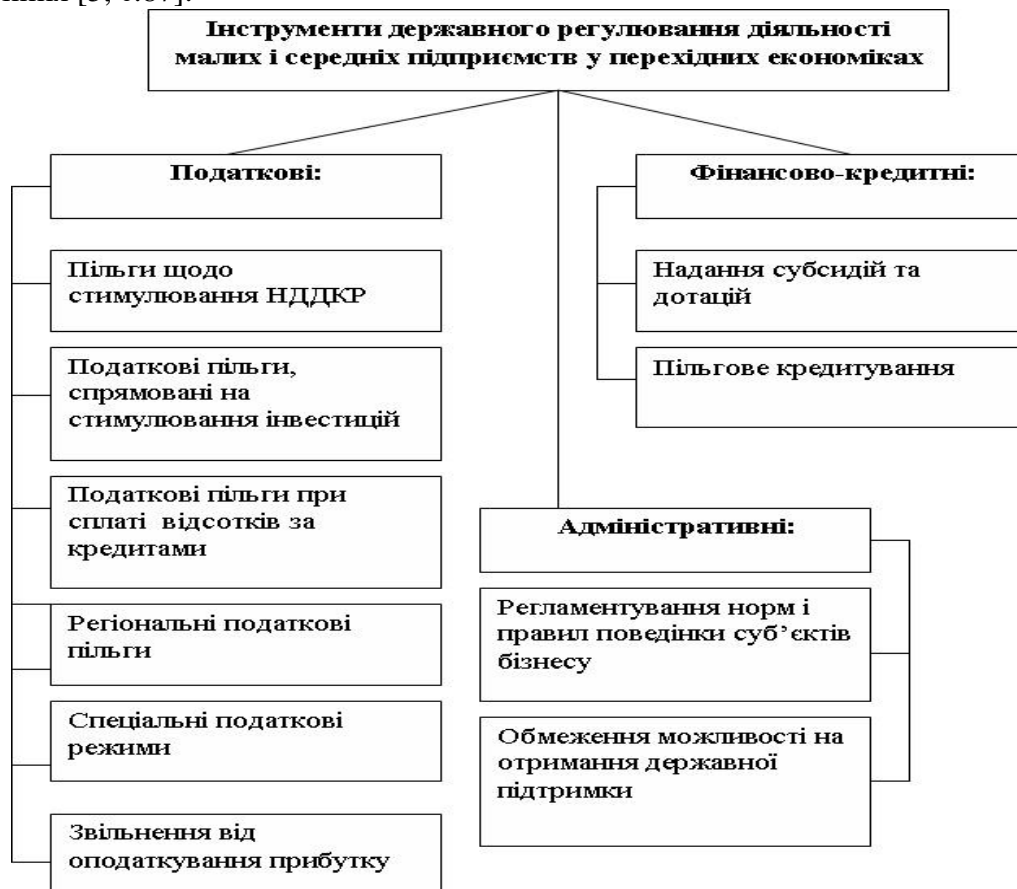 Інструменти державного регулювання діяльності
малих і середніх підприємств у перехідних економіках
Податкові:
Пільги щодо
стимулювання НДДКР
Податкові пільги,
спрямовані на
стимулювання інвестицій
Податкові пільги при
сплаті відсотків за
кредитами
Регіональні податкові
пільги
Спеціальні податкові
режими
Звільнення від
оподаткування прибутку
Фінансово-кредитні:
Надання субсидій та
дотацій
Пільгове кредитування
Адміністративні:
Регламентування норм і
правил поведінки суб’єктів
бізнесу
Обмеження можливості на
отримання державної
підтримки